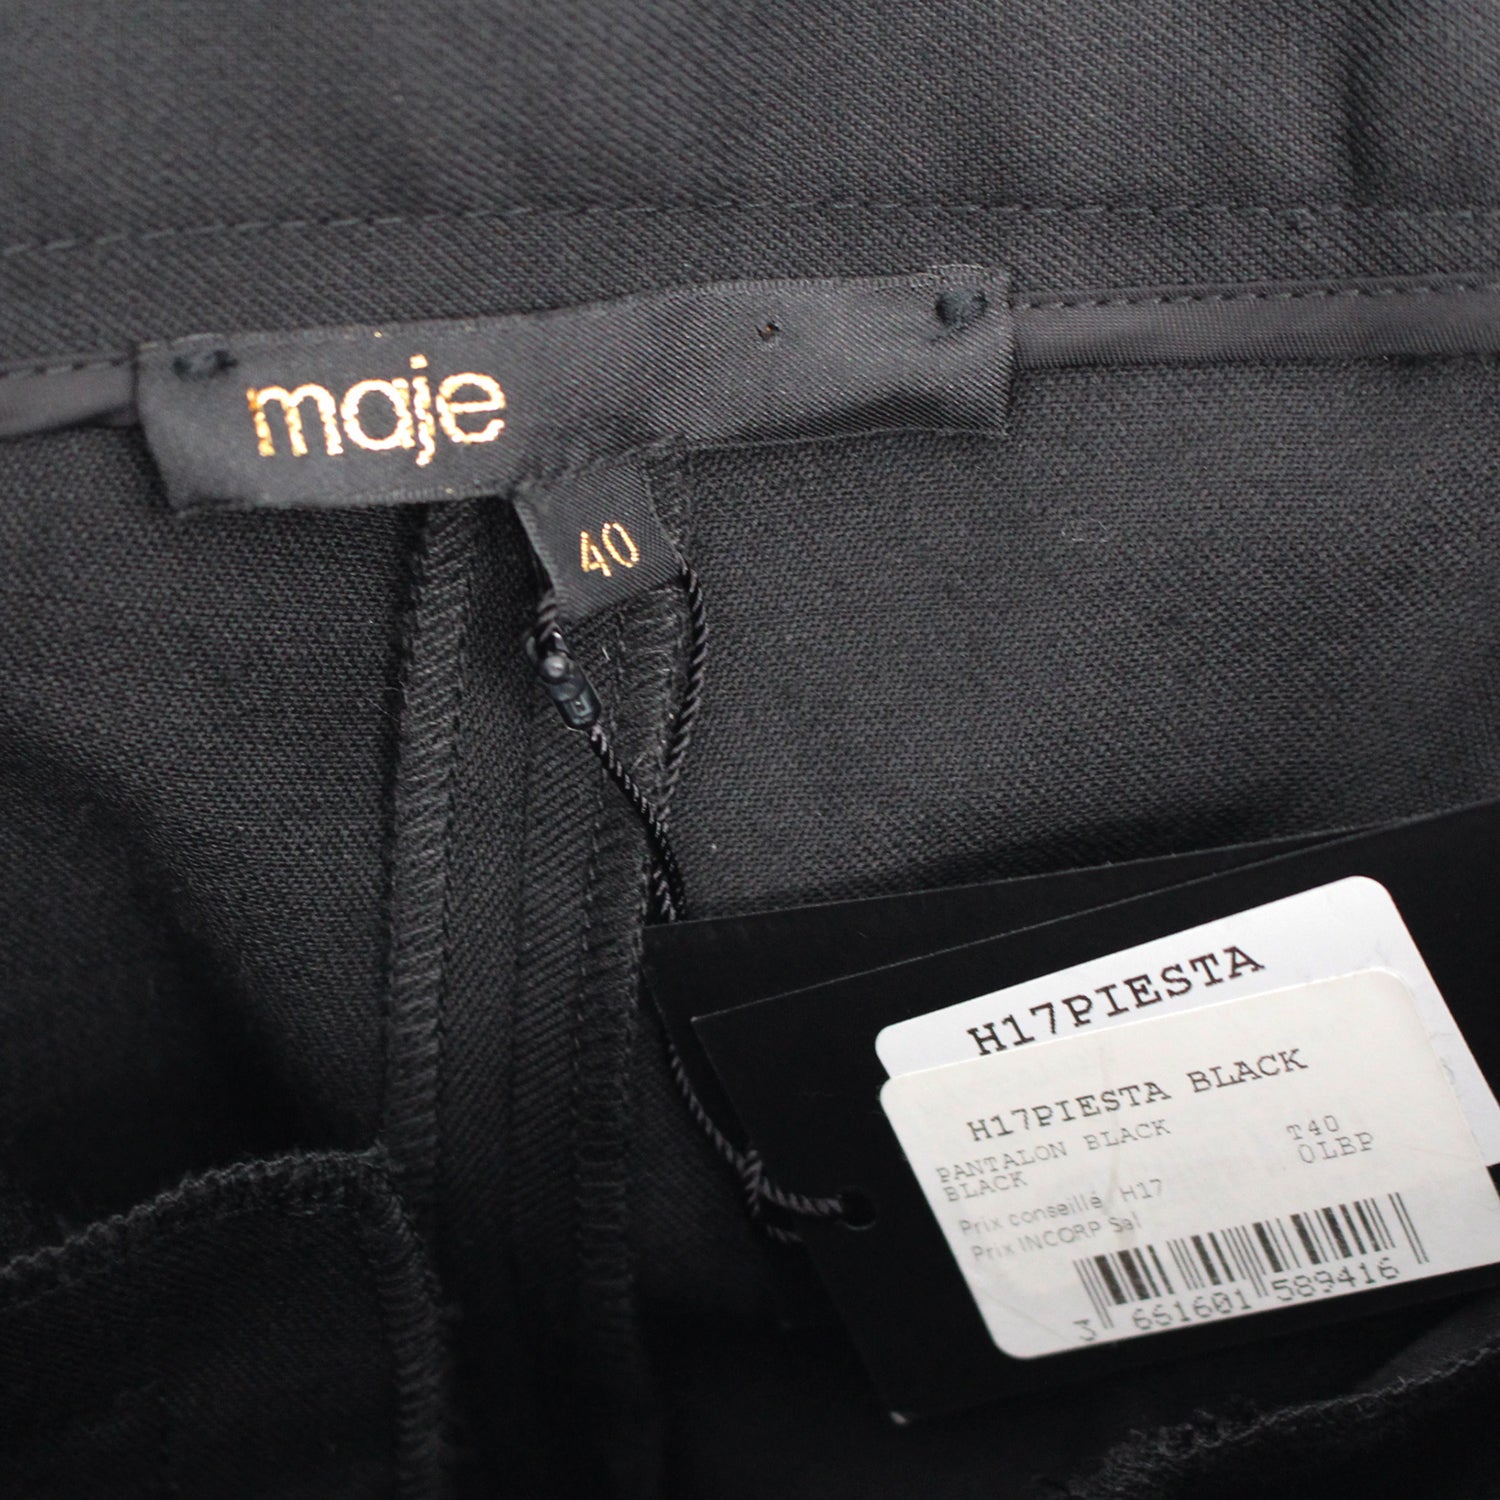 maje
40
H17PIESTA
H17PIESTA BLACK
PANTALON BLACK T40
BLACK 0LBP
Prix conseillé H17
Prix INCORP Sal
3 661601 589416